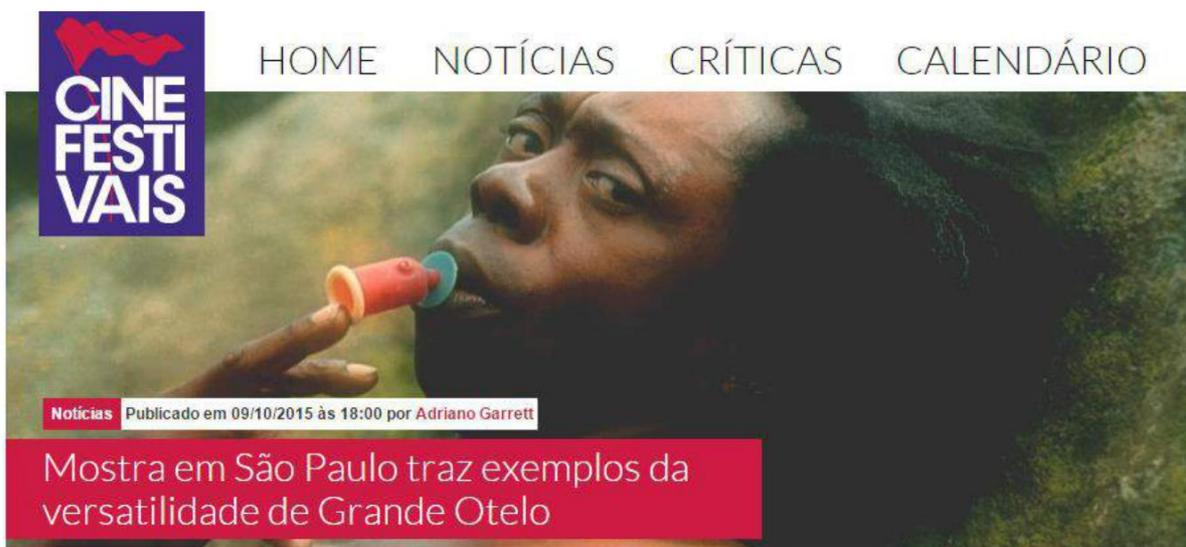 CINE
FESTI
VAIS
HOME NOTÍCIAS CRÍTICAS CALENDÁRIO
Notícias Publicado em 09/10/2015 às 18:00 por Adriano Garrett
Mostra em São Paulo traz exemplos da
versatilidade de Grande Otelo